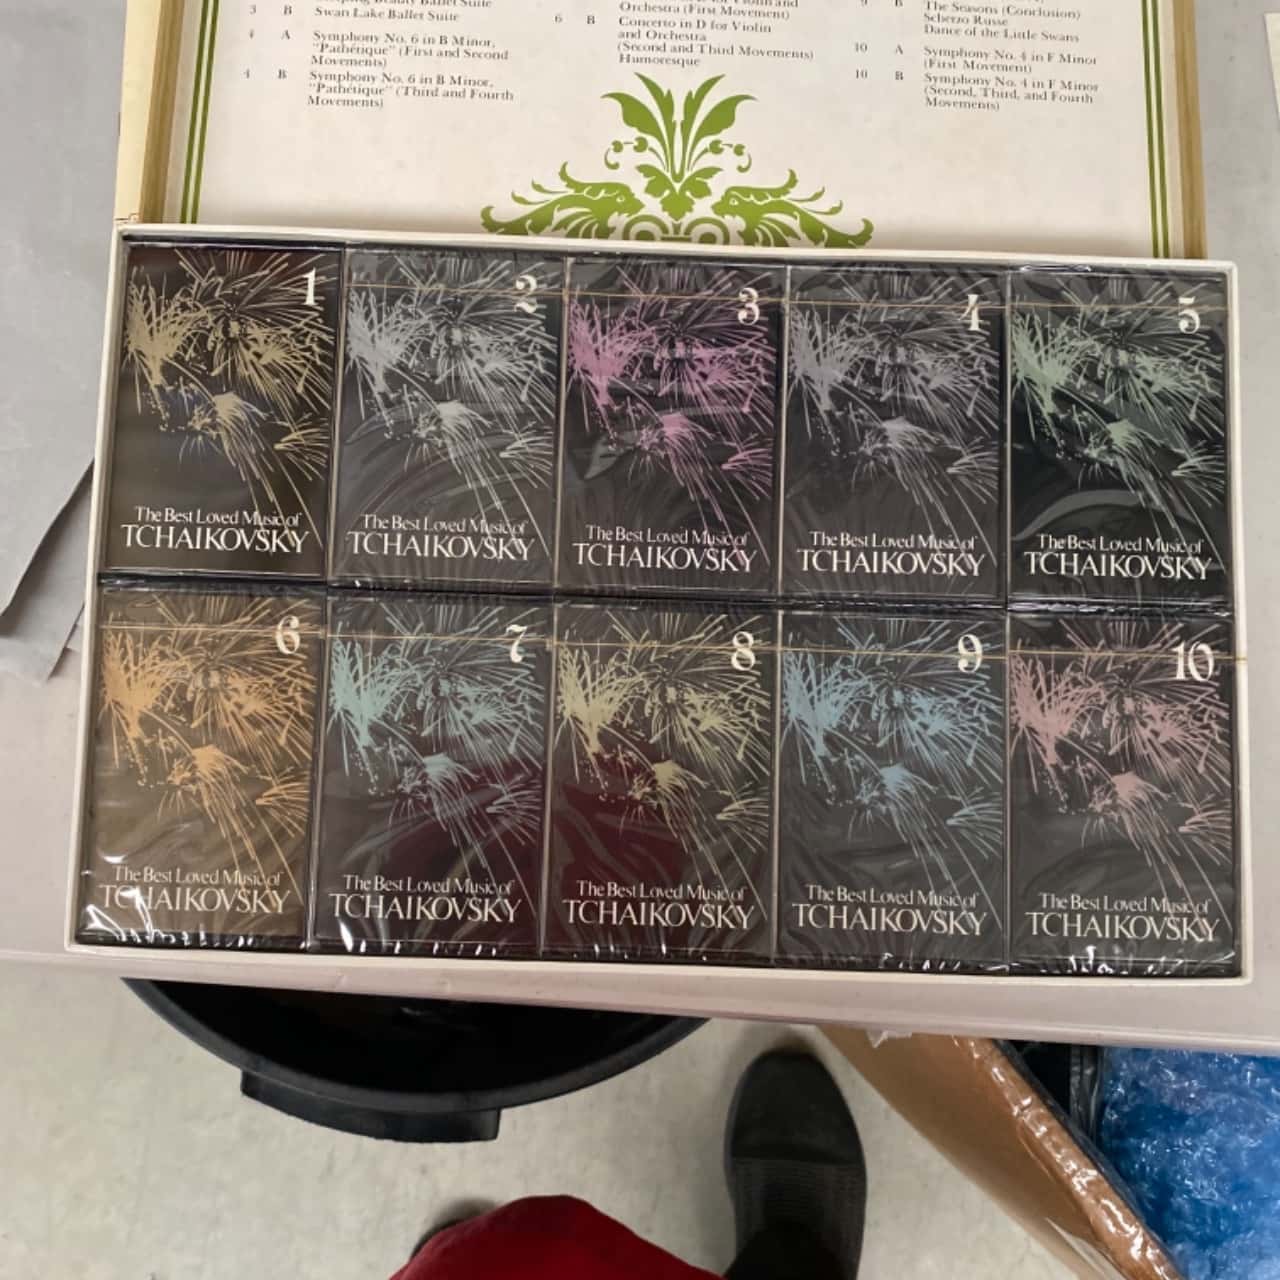 Sleeping Beauty Ballet Suite
3 B Swan Lake Ballet Suite
4 A Symphony No. 6 in B Minor,
"Pathétique" (First and Second
Movements)
4 B Symphony No. 6 in B Minor,
"Pathétique" (Third and Fourth
Movements)
for Violin and
Orchestra (First Movement)
6 B Concerto in D for Violin
and Orchestra
(Second and Third Movements)
Humoresque
9 B The Seasons (Conclusion)
Scherzo Russe
Dance of the Little Swans
10 A Symphony No. 4 in F Minor
(First Movement)
10 B Symphony No. 4 in F Minor
(Second, Third, and Fourth
Movements)
1
The Best Loved Music of
TCHAIKOVSKY
2
The Best Loved Music of
TCHAIKOVSKY
3
The Best Loved Music of
TCHAIKOVSKY
4
The Best Loved Music of
TCHAIKOVSKY
5
The Best Loved Music of
TCHAIKOVSKY
6
The Best Loved Music of
TCHAIKOVSKY
7
The Best Loved Music of
TCHAIKOVSKY
8
The Best Loved Music of
TCHAIKOVSKY
9
The Best Loved Music of
TCHAIKOVSKY
10
The Best Loved Music of
TCHAIKOVSKY